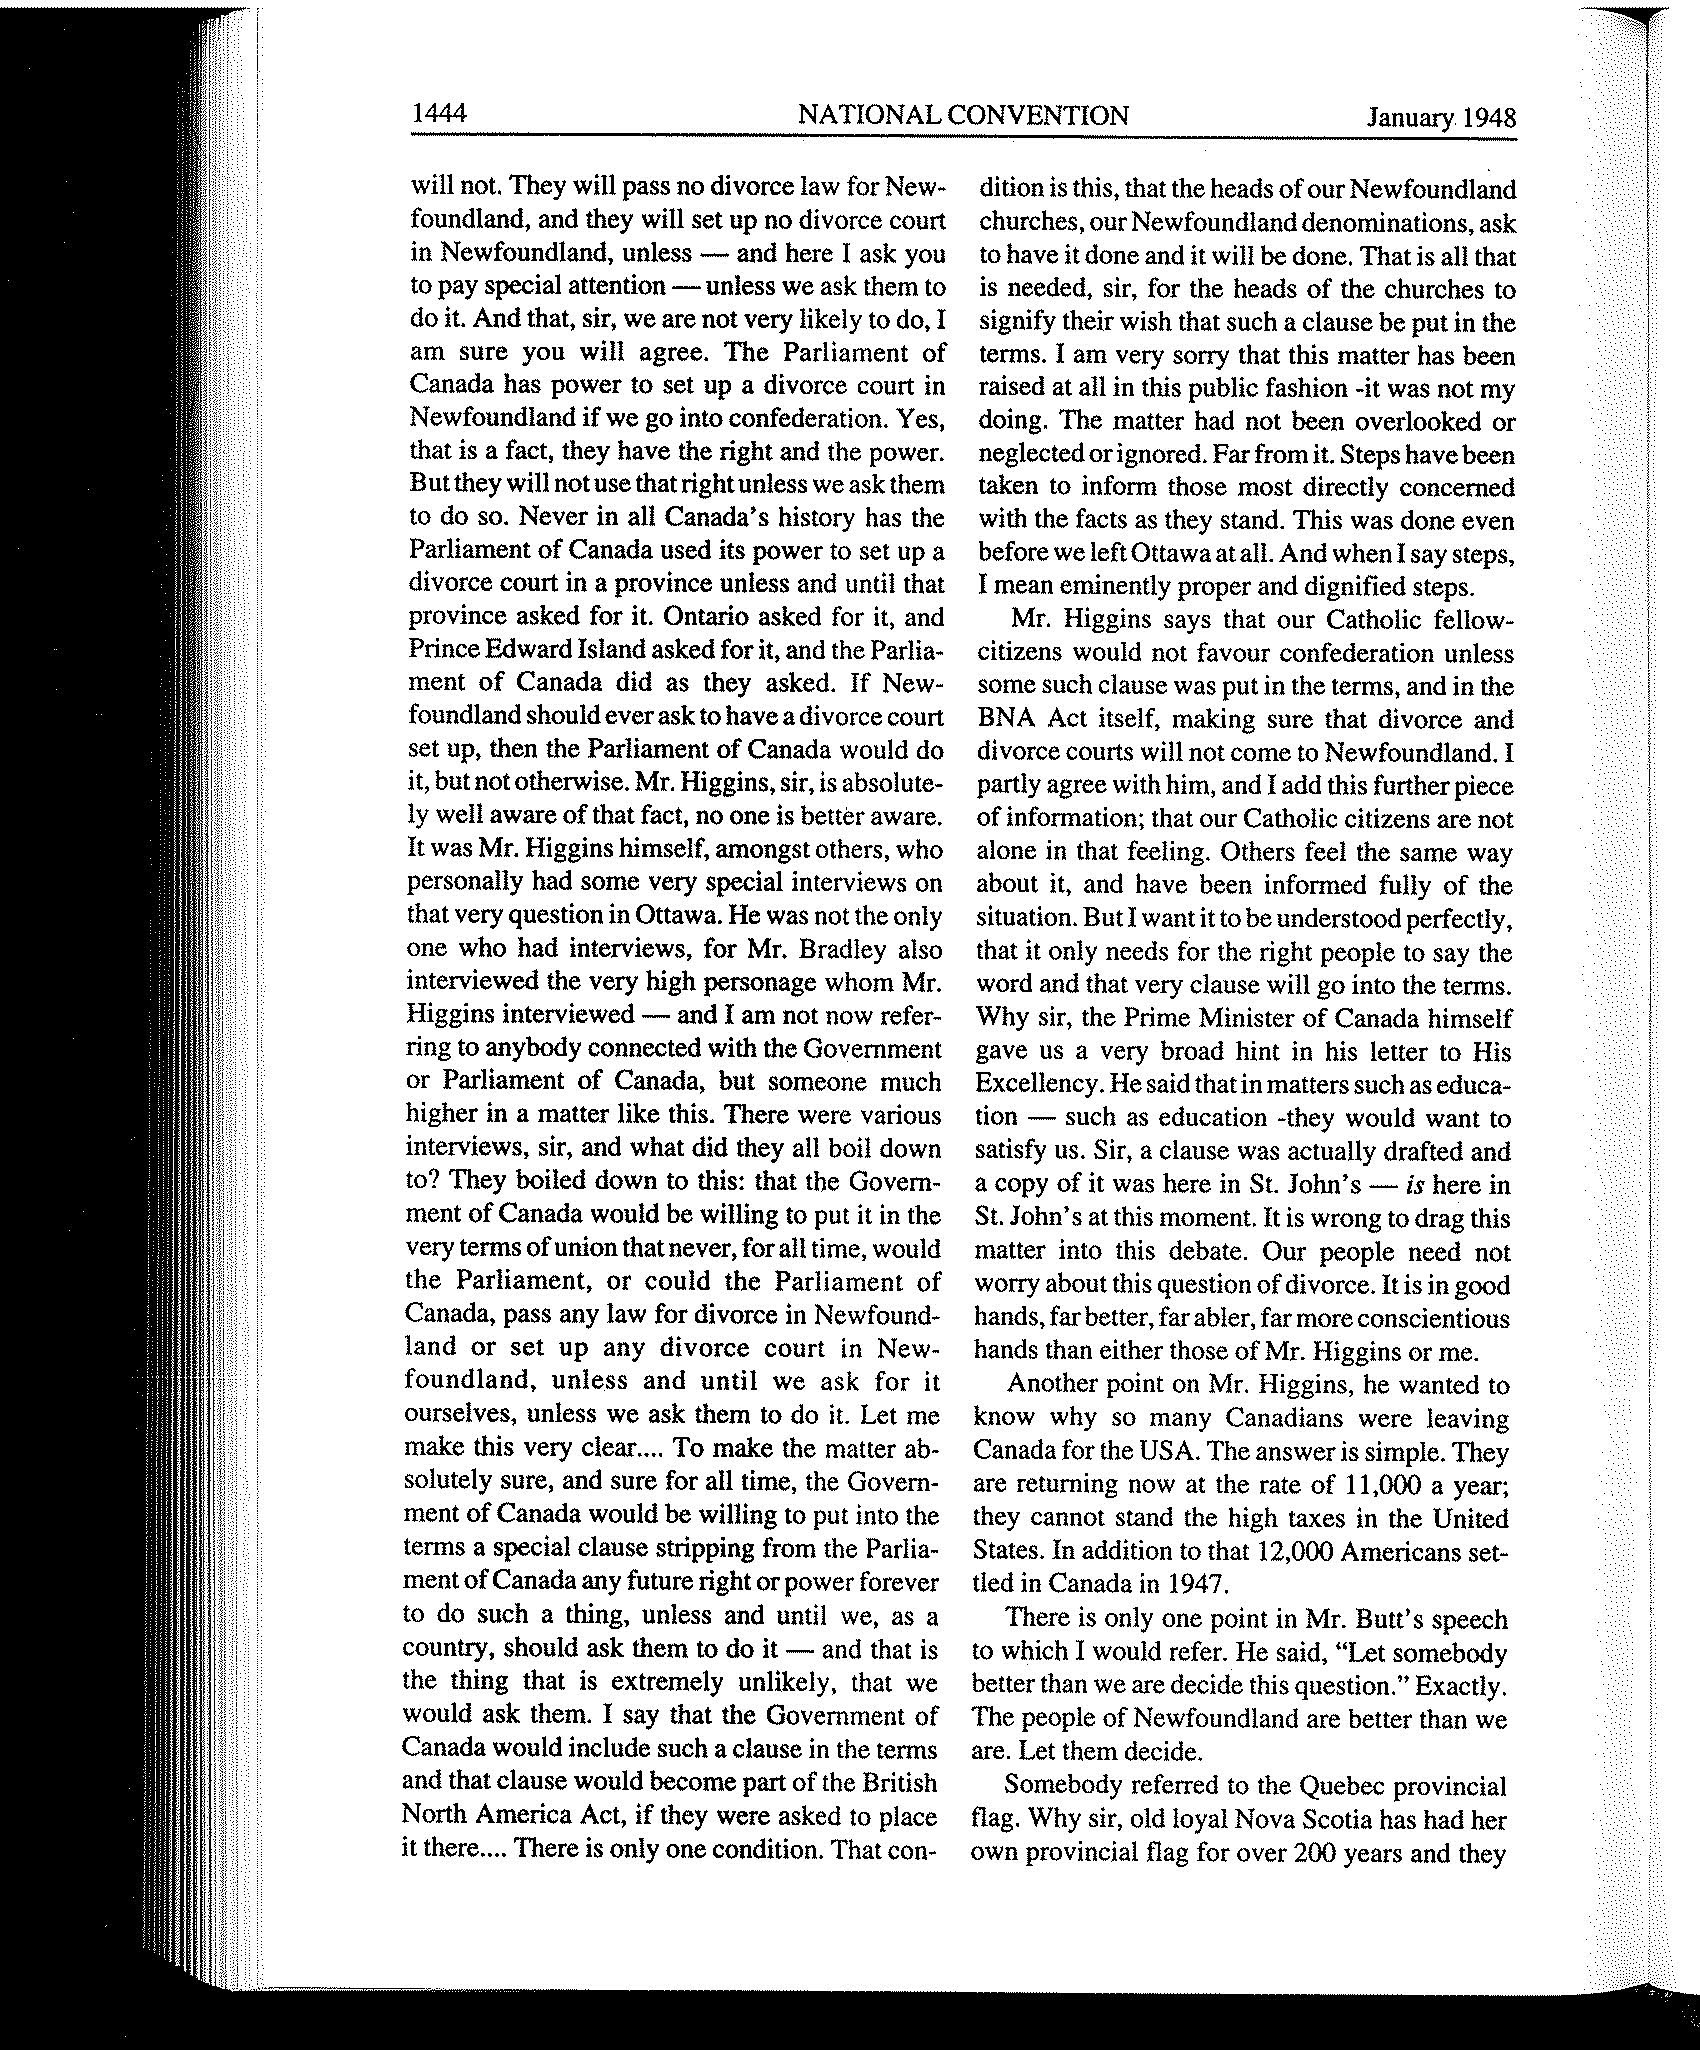 1444 NATIONAL CONVENTION January 1948
will not. They will pass no divorce law for New-
foundland, and they will set up no divorce court
in Newfoundland, unless — and here I ask you
to pay special attention — unless we ask them to
do it. And that, sir, we are not very likely to do, I
am sure you will agree. The Parliament of
Canada has power to set up a divorce court in
Newfoundland if we go into confederation. Yes,
that is a fact, they have the right and the power.
But they will not use that right unless we ask them
to do so. Never in all Canada's history has the
Parliament of Canada used its power to set up a
divorce court in a province unless and until that
province asked for it. Ontario asked for it, and
Prince Edward Island asked for it, and the Parlia-
ment of Canada did as they asked. If New-
foundland should ever ask to have a divorce court
set up, then the Parliament of Canada would do
it, but not otherwise. Mr. Higgins, sir, is absolute-
ly well aware of that fact, no one is better aware.
It was Mr. Higgins himself, amongst others, who
personally had some very special interviews on
that very question in Ottawa. He was not the only
one who had interviews, for Mr. Bradley also
interviewed the very high personage whom Mr.
Higgins interviewed — and I am not now refer-
ring to anybody connected with the Government
or Parliament of Canada, but someone much
higher in a matter like this. There were various
interviews, sir, and what did they all boil down
to? They boiled down to this: that the Govern-
ment of Canada would be willing to put it in the
very terms of union that never, for all time, would
the Parliament, or could the Parliament of
Canada, pass any law for divorce in Newfound-
land or set up any divorce court in New-
foundland, unless and until we ask for it
ourselves, unless we ask them to do it. Let me
make this very clear.... To make the matter ab-
solutely sure, and sure for all time, the Govern-
ment of Canada would be willing to put into the
terms a special clause stripping from the Parlia-
ment of Canada any future right or power forever
to do such a thing, unless and until we, as a
country, should ask them to do it — and that is
the thing that is extremely unlikely, that we
would ask them. I say that the Government of
Canada would include such a clause in the terms
and that clause would become part of the British
North America Act, if they were asked to place
it there.... There is only one condition. That con-
dition is this, that the heads of our Newfoundland
churches, our Newfoundland denominations, ask
to have it done and it will be done. That is all that
is needed, sir, for the heads of the churches to
signify their wish that such a clause be put in the
terms. I am very sorry that this matter has been
raised at all in this public fashion -it was not my
doing. The matter had not been overlooked or
neglected or ignored. Far from it. Steps have been
taken to inform those most directly concerned
with the facts as they stand. This was done even
before we left Ottawa at all. And when I say steps,
I mean eminently proper and dignified steps.
Mr. Higgins says that our Catholic fellow-
citizens would not favour confederation unless
some such clause was put in the terms, and in the
BNA Act itself, making sure that divorce and
divorce courts will not come to Newfoundland. I
partly agree with him, and I add this further piece
of information; that our Catholic citizens are not
alone in that feeling. Others feel the same way
about it, and have been informed fully of the
situation. But I want it to be understood perfectly,
that it only needs for the right people to say the
word and that very clause will go into the terms.
Why sir, the Prime Minister of Canada himself
gave us a very broad hint in his letter to His
Excellency. He said that in matters such as educa-
tion — such as education -they would want to
satisfy us. Sir, a clause was actually drafted and
a copy of it was here in St. John's — is here in
St. John's at this moment. It is wrong to drag this
matter into this debate. Our people need not
worry about this question of divorce. It is in good
hands, far better, far abler, far more conscientious
hands than either those of Mr. Higgins or me.
Another point on Mr. Higgins, he wanted to
know why so many Canadians were leaving
Canada for the USA. The answer is simple. They
are returning now at the rate of 11,000 a year;
they cannot stand the high taxes in the United
States. In addition to that 12,000 Americans set-
tled in Canada in 1947.
There is only one point in Mr. Butt's speech
to which I would refer. He said, "Let somebody
better than we are decide this question." Exactly.
The people of Newfoundland are better than we
are. Let them decide.
Somebody referred to the Quebec provincial
flag. Why sir, old loyal Nova Scotia has had her
own provincial flag for over 200 years and they